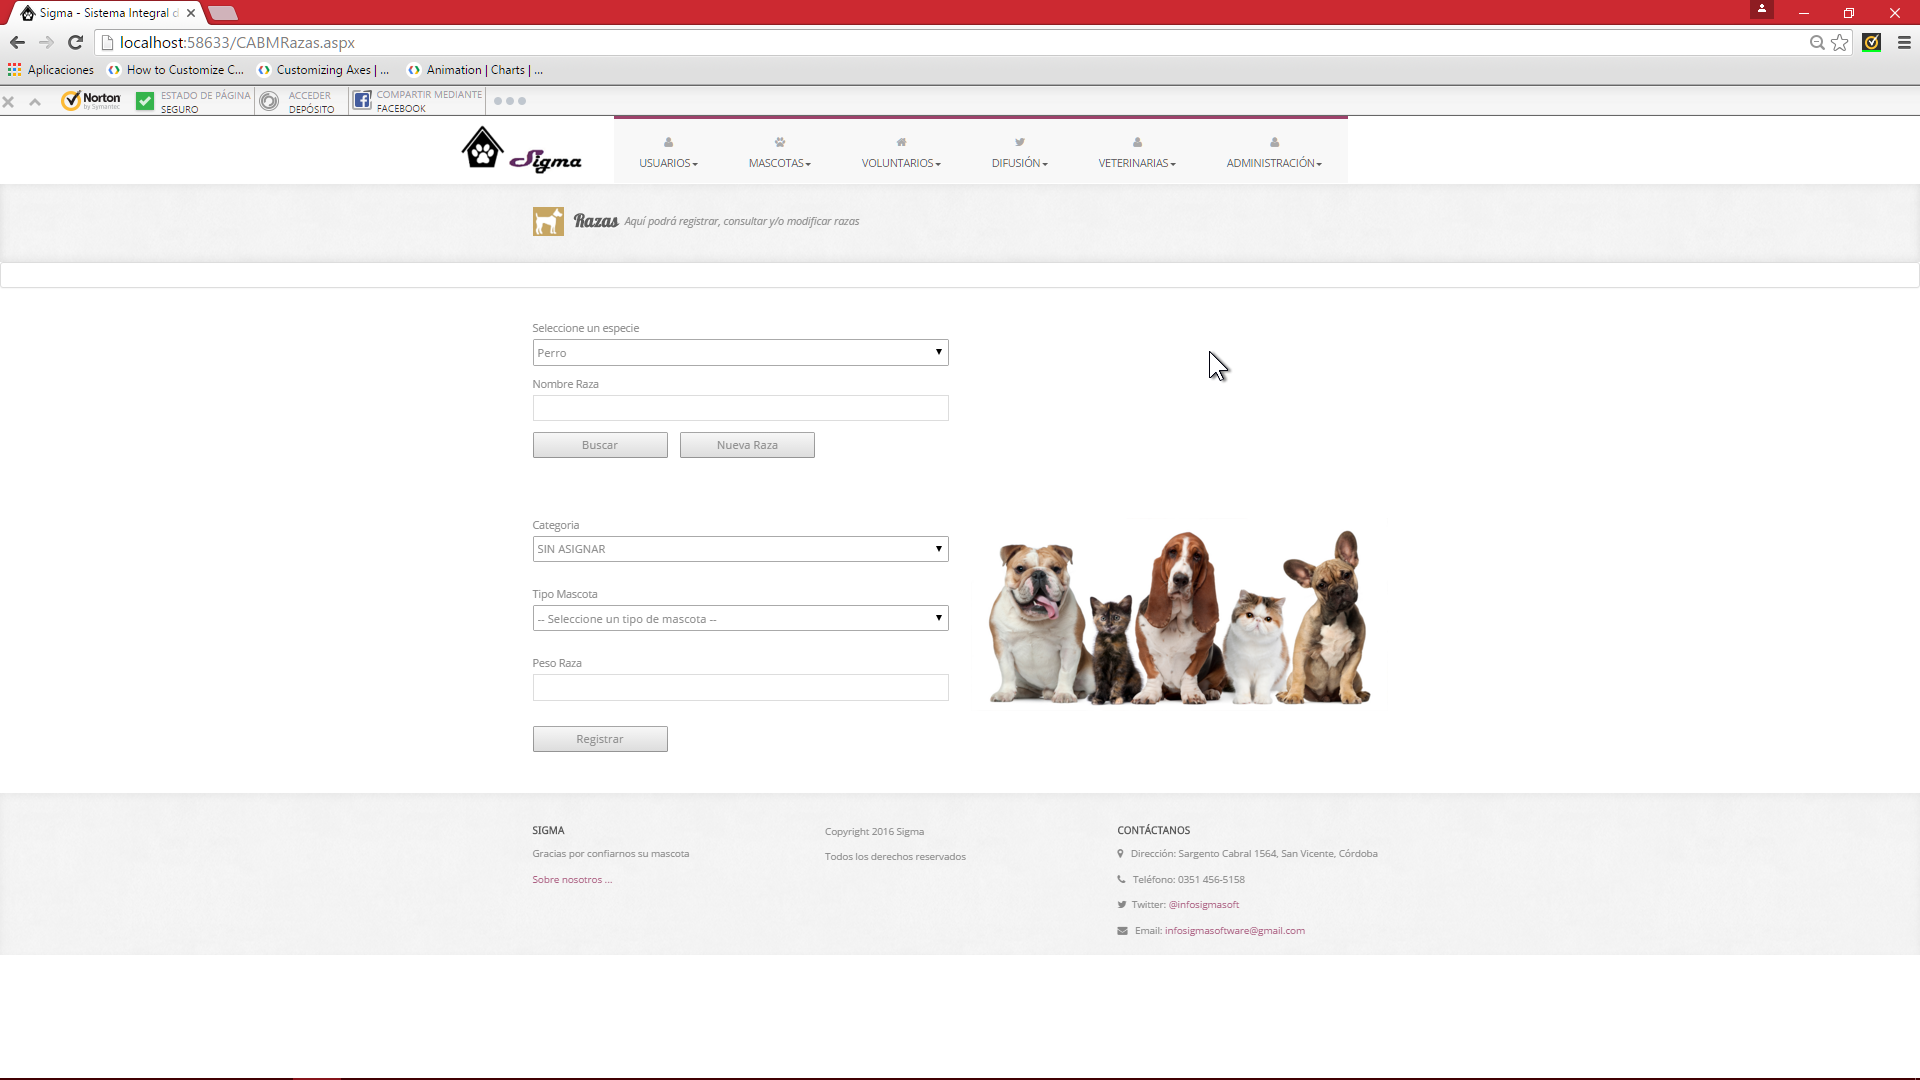 Sigma - Sistema Integral d
localhost:58633/CABMRazas.aspx
Aplicaciones
How to Customize C...
Customizing Axes | ...
Animation | Charts | ...
Norton
by Symantec
ESTADO DE PÁGINA
SEGURO
ACCEDER
DEPÓSITO
COMPARTIR MEDIANTE
FACEBOOK
Sigma
USUARIOS
MASCOTAS
VOLUNTARIOS
DIFUSIÓN
VETERINARIAS
ADMINISTRACIÓN
Razas Aquí podrá registrar, consultar y/o modificar razas
Seleccione un especie
Perro
Nombre Raza
Buscar
Nueva Raza
Categoria
SIN ASIGNAR
Tipo Mascota
-- Seleccione un tipo de mascota --
Peso Raza
Registrar
SIGMA
Gracias por confiarnos su mascota
Sobre nosotros ...
Copyright 2016 Sigma
Todos los derechos reservados
CONTÁCTANOS
Dirección: Sargento Cabral 1564, San Vicente, Córdoba
Teléfono: 0351 456-5158
Twitter: @infosigmasoft
Email: infosigmasoftware@gmail.com